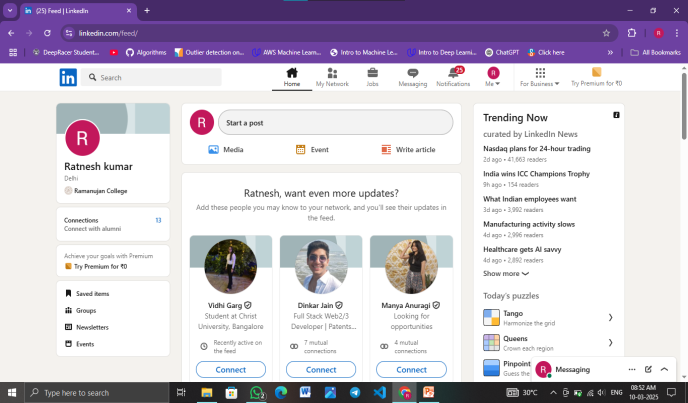 (25) Feed | LinkedIn
linkedin.com/feed/
DeepRacer Student...
Algorithms
Outlier detection on...
AWS Machine Learn...
Intro to Machine Le...
Intro to Deep Learni...
ChatGPT
Click here
All Bookmarks
in
Search
Home
My Network
Jobs
Messaging
25
Notifications
R
Me
For Business
Try Premium for ₹0
R
Ratnesh kumar
Delhi
Ramanujan College
Connections 13
Connect with alumni
Achieve your goals with Premium
Try Premium for ₹0
Saved items
Groups
Newsletters
Events
R
Start a post
Media
Event
Write article
Ratnesh, want even more updates?
Add these people you may know to your network, and you'll see their updates in
the feed.
Vidhi Garg
Student at Christ
University, Bangalore
Recently active on
the feed
Connect
Dinkar Jain
Full Stack Web2/3
Developer | Patents...
7 mutual
connections
Connect
Manya Anuragi
Looking for
opportunities
4 mutual
connections
Connect
Trending Now
curated by LinkedIn News
Nasdaq plans for 24-hour trading
2d ago • 41,663 readers
India wins ICC Champions Trophy
9h ago • 154 readers
What Indian employees want
3d ago • 3,992 readers
Manufacturing activity slows
4d ago • 2,996 readers
Healthcare gets AI savvy
4d ago • 2,892 readers
Show more
Today's puzzles
Tango
Harmonize the grid
Queens
Crown each region
Pinpoint
Guess the
R
Messaging
Type here to search
2
30°C
ENG
08:52 AM
10-03-2025